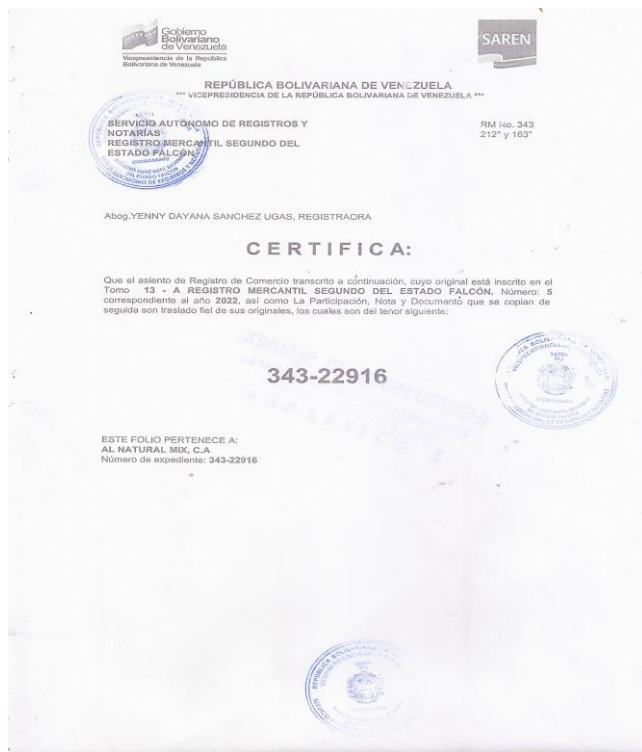 Gobierno
Bolivariano
de Venezuela
Vicepresidencia de la República
Bolivariana de Venezuela
SAREN
REPÚBLICA BOLIVARIANA DE VENEZUELA
*** VICEPRESIDENCIA DE LA REPÚBLICA BOLIVARIANA DE VENEZUELA ***
SERVICIO AUTÓNOMO DE REGISTROS Y
NOTARÍAS
REGISTRO MERCANTIL SEGUNDO DEL
ESTADO FALCÓN
RM No. 343
212° y 163°
Abog.YENNY DAYANA SANCHEZ UGAS, REGISTRAORA
CERTIFICA:
Que el asiento de Registro de Comercio transcrito a continuación, cuyo original está inscrito en el
Tomo 13 - A REGISTRO MERCANTIL SEGUNDO DEL ESTADO FALCÓN. Número: 5
correspondiente al año 2022, así como La Participación, Nota y Documento que se copian de
seguida son traslado fiel de sus originales, los cuales son del tenor siguiente:
343-22916
ESTE FOLIO PERTENECE A:
AL NATURAL MIX, C.A
Número de expediente: 343-22916